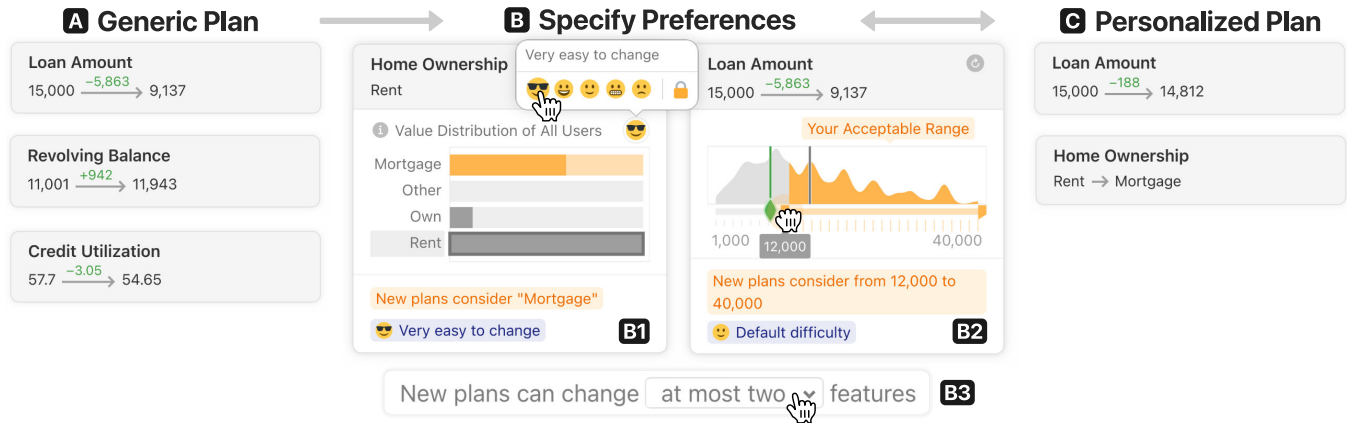 A Generic Plan
Loan Amount
15,000 −5,863 9,137
Revolving Balance
11,001 +942 11,943
Credit Utilization
57.7 −3.05 54.65
B Specify Preferences
Home Ownership
Rent
Very easy to change
Value Distribution of All Users
Mortgage
Other
Own
Rent
New plans consider "Mortgage"
Very easy to change
B1
Loan Amount
15,000 −5,863 9,137
Your Acceptable Range
1,000
12,000
40,000
New plans consider from 12,000 to
40,000
Default difficulty
B2
New plans can change at most two features
B3
C Personalized Plan
Loan Amount
15,000 −188 14,812
Home Ownership
Rent → Mortgage